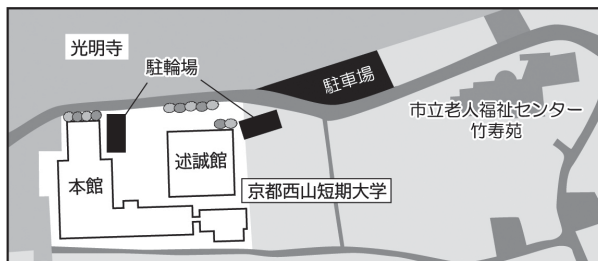 光明寺
駐輪場
駐車場
市立老人福祉センター
竹寿苑
述誠館
本館
京都西山短期大学